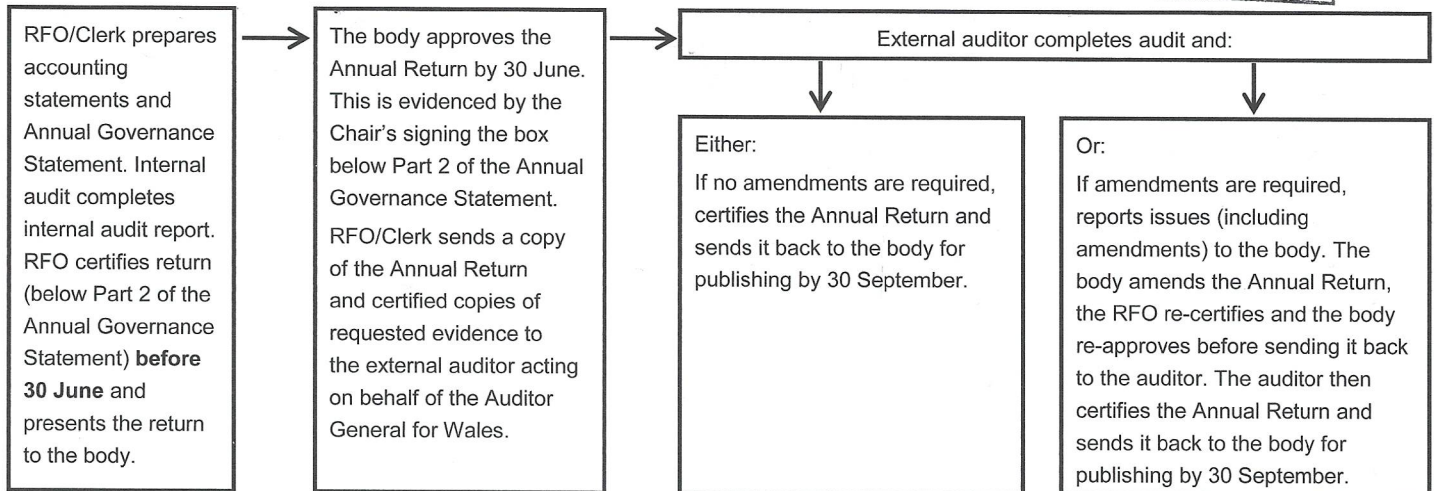 RFO/Clerk prepares
accounting
statements and
Annual Governance
Statement. Internal
audit completes
internal audit report.
RFO certifies return
(below Part 2 of the
Annual Governance
Statement) before
30 June and
presents the return
to the body.
The body approves the
Annual Return by 30 June.
This is evidenced by the
Chair's signing the box
below Part 2 of the Annual
Governance Statement.
RFO/Clerk sends a copy
of the Annual Return
and certified copies of
requested evidence to
the external auditor acting
on behalf of the Auditor
General for Wales.
External auditor completes audit and:
Either:
If no amendments are required,
certifies the Annual Return and
sends it back to the body for
publishing by 30 September.
Or:
If amendments are required,
reports issues (including
amendments) to the body. The
body amends the Annual Return,
the RFO re-certifies and the body
re-approves before sending it back
to the auditor. The auditor then
certifies the Annual Return and
sends it back to the body for
publishing by 30 September.